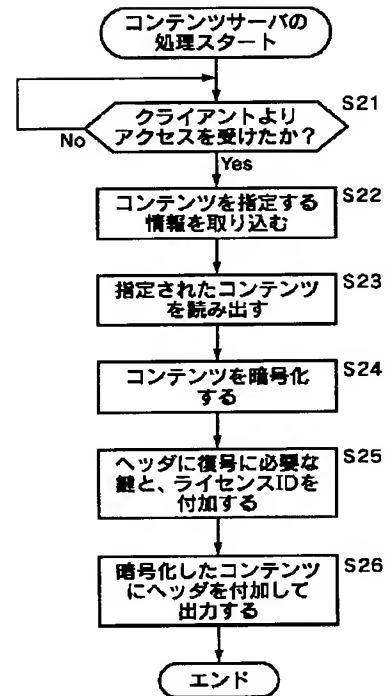 コンテンツサーバの
処理スタート
S21
クライアントより
アクセスを受けたか？
No
Yes
S22
コンテンツを指定する
情報を取り込む
S23
指定されたコンテンツ
を読み出す
S24
コンテンツを暗号化
する
S25
ヘッダに復号に必要な
鍵と、ライセンスIDを
付加する
S26
暗号化したコンテンツ
にヘッダを付加して
出力する
エンド